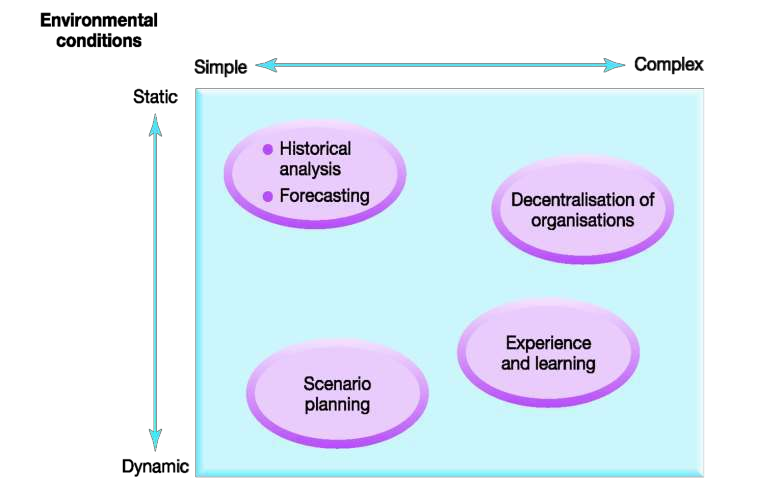 Environmental
conditions
Simple
Complex
Static
Historical
analysis
Forecasting
Decentralisation of
organisations
Experience
and learning
Scenario
planning
Dynamic